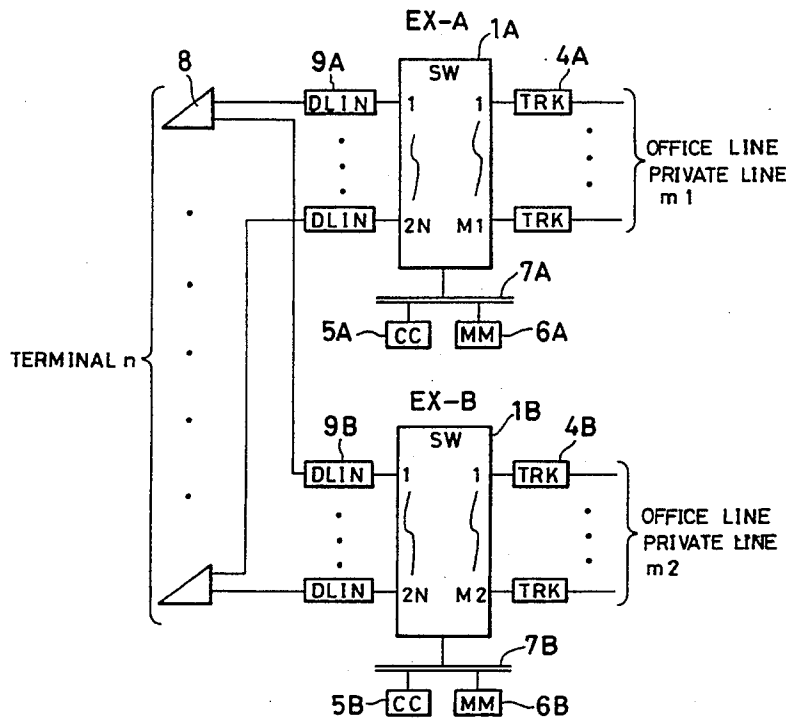 EX-A
1A
8
9A
SW
4A
DLIN
1
1
TRK
OFFICE LINE
PRIVATE LINE
m1
DLIN
2N
M1
TRK
7A
5A
CC
MM
6A
TERMINAL n
EX-B
1B
9B
SW
4B
DLIN
1
1
TRK
OFFICE LINE
PRIVATE LINE
m2
DLIN
2N
M2
TRK
7B
5B
CC
MM
6B